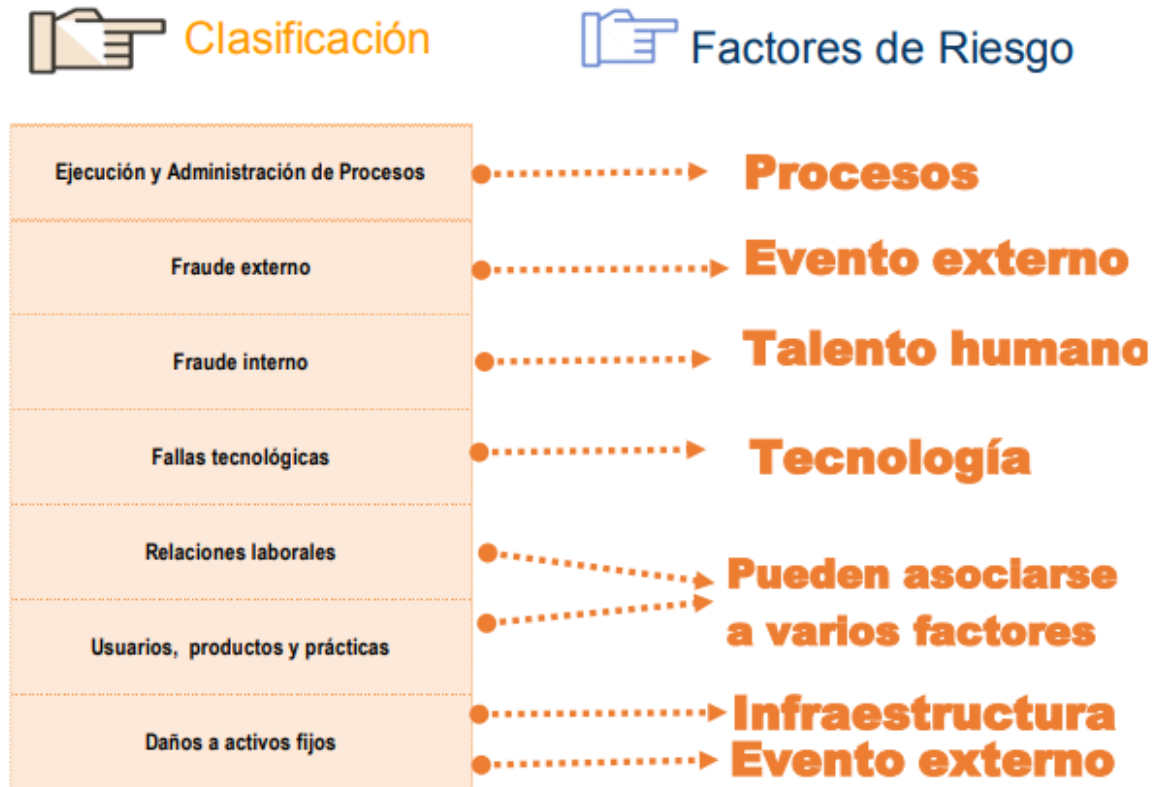 Clasificación
Factores de Riesgo
Ejecución y Administración de Procesos
Procesos
Fraude externo
Evento externo
Fraude interno
Talento humano
Fallas tecnológicas
Tecnología
Relaciones laborales
Usuarios, productos y prácticas
Pueden asociarse
a varios factores
Daños a activos fijos
Infraestructura
Evento externo